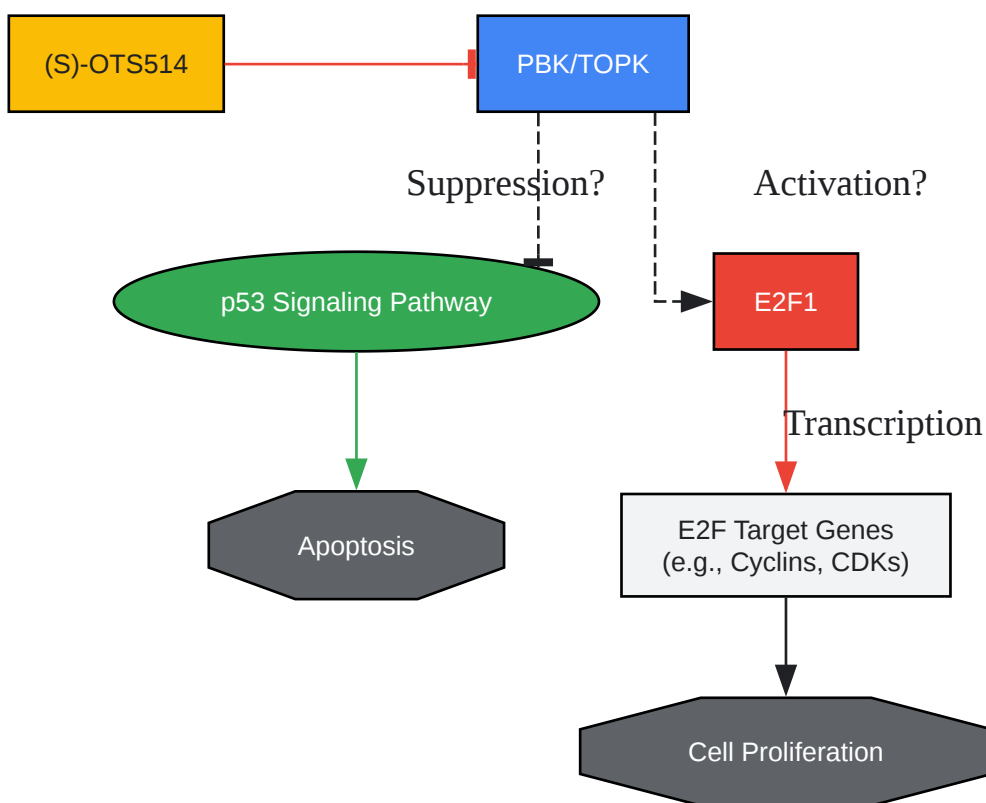 (S)-OTS514
PBK/TOPK
Suppression?
Activation?
p53 Signaling Pathway
E2F1
Transcription
Apoptosis
E2F Target Genes
(e.g., Cyclins, CDKs)
Cell Proliferation